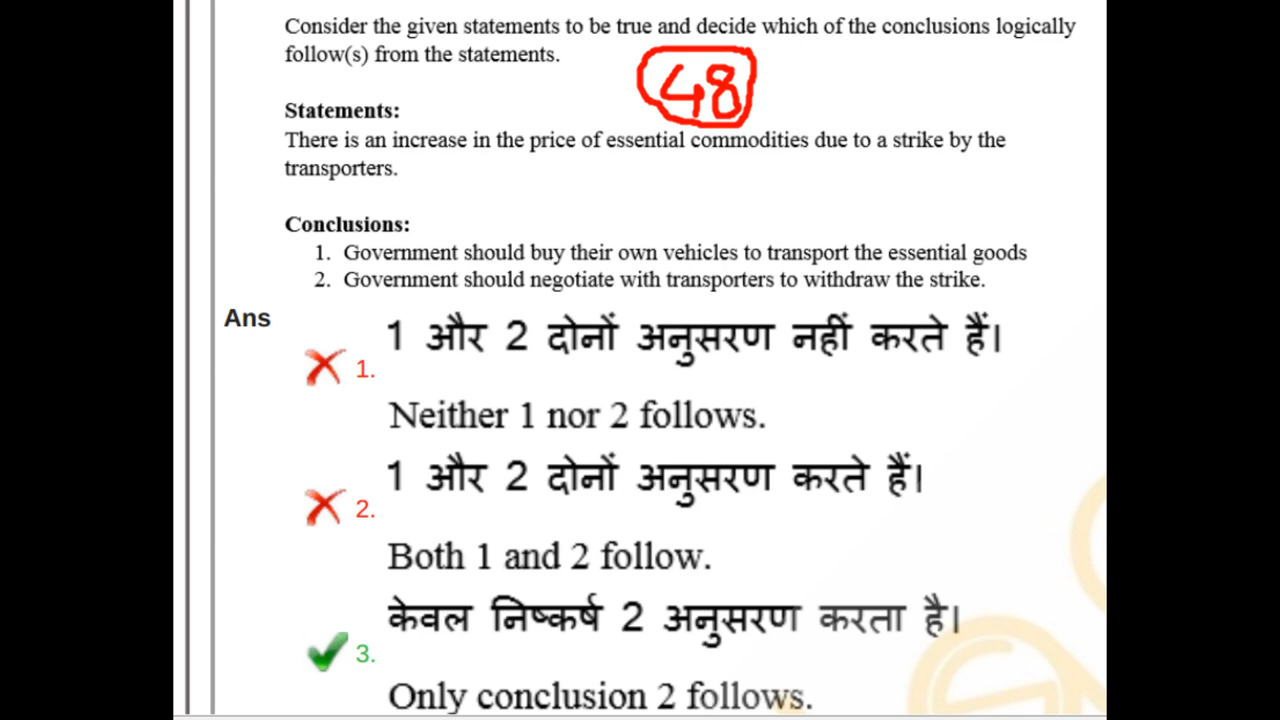 Consider the given statements to be true and decide which of the conclusions logically
follow(s) from the statements.
48
Statements:
There is an increase in the price of essential commodities due to a strike by the
transporters.
Conclusions:
1. Government should buy their own vehicles to transport the essential goods
2. Government should negotiate with transporters to withdraw the strike.
Ans
1 और 2 दोनों अनुसरण नहीं करते हैं।
1.
Neither 1 nor 2 follows.
1 और 2 दोनों अनुसरण करते हैं।
2.
Both 1 and 2 follow.
केवल निष्कर्ष 2 अनुसरण करता है।
3.
Only conclusion 2 follows.